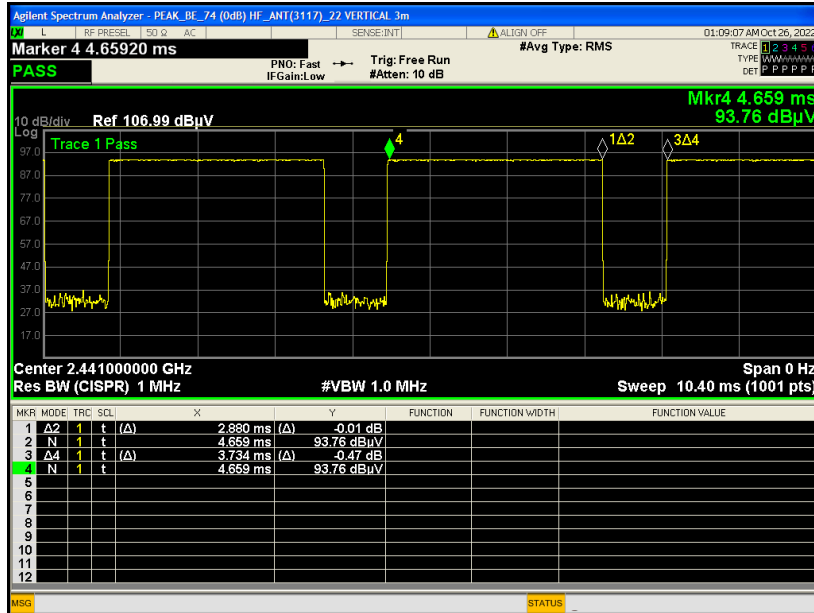 Agilent Spectrum Analyzer - PEAK_BE_74 (0dB) HF_ANT(3117)_22 VERTICAL 3m
LXI L RF PRESEL 50 Ω AC SENSE:INT ALIGN OFF 01:09:07 AM Oct 26, 2022
Marker 4 4.65920 ms #Avg Type: RMS TRACE 1 2 3 4 5 6
PASS PNO: Fast Trig: Free Run TYPE
IFGain:Low #Atten: 10 dB DET P P P P P
Mkr4 4.659 ms
10 dB/div Ref 106.99 dBµV 93.76 dBµV
Log
Trace 1 Pass
4 1Δ2 3Δ4
97.0
87.0
77.0
67.0
57.0
47.0
37.0
27.0
17.0
Center 2.441000000 GHz Span 0 Hz
Res BW (CISPR) 1 MHz #VBW 1.0 MHz Sweep 10.40 ms (1001 pts)
MKR MODE TRC SCL X Y FUNCTION FUNCTION WIDTH FUNCTION VALUE
1 Δ2 1 t (Δ) 2.880 ms (Δ) -0.01 dB
2 N 1 t 4.659 ms 93.76 dBµV
3 Δ4 1 t (Δ) 3.734 ms (Δ) -0.47 dB
4 N 1 t 4.659 ms 93.76 dBµV
5
6
7
8
9
10
11
12
MSG STATUS